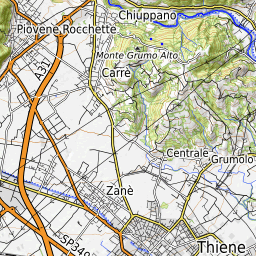 Chiuppano
Piovene Rocchette
Monte Grumo Alto
A31
Carrè
Centrale
Grumolo
Zanè
SP349
Thiene